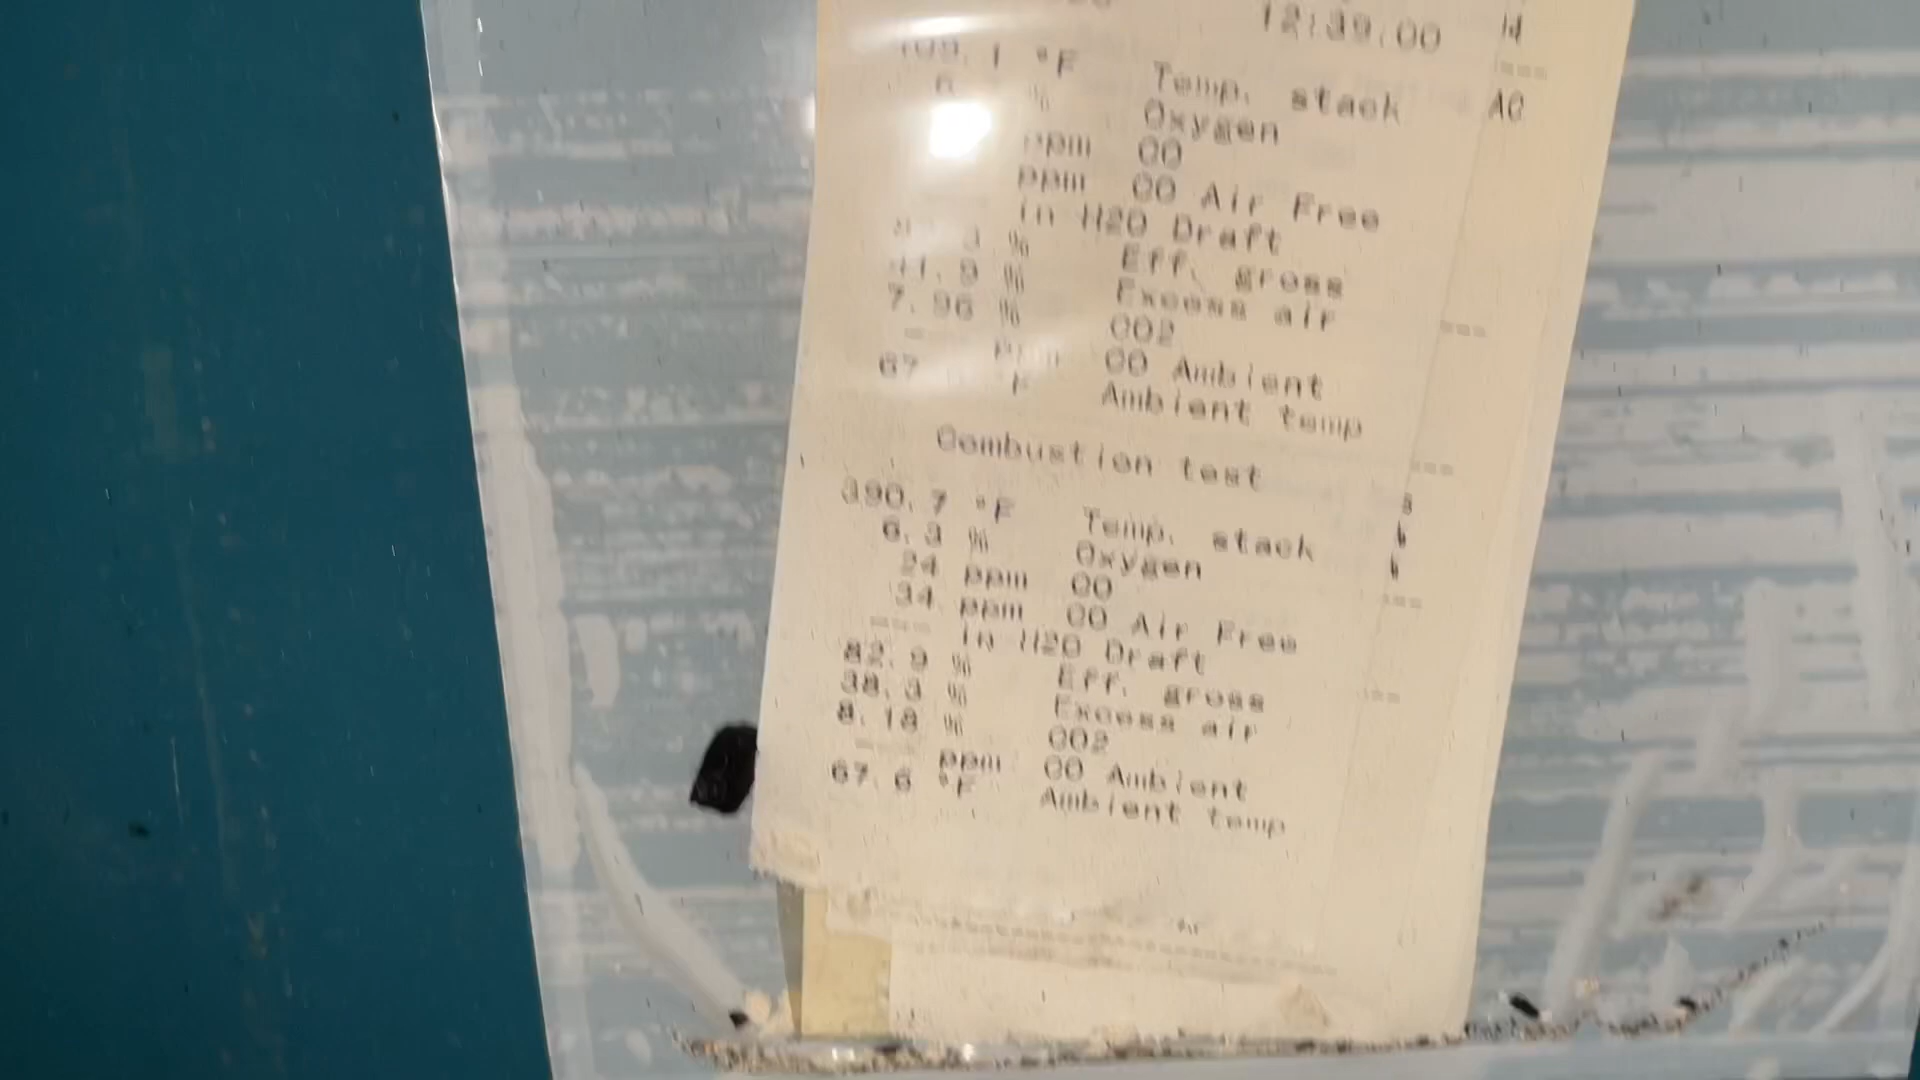 12:39:00
°F Temp. stack
% Oxygen
ppm CO
ppm CO Air Free
in H2O Draft
% Eff. gross
41.9 % Excess air
7.96 % CO2
ppm CO Ambient
67 F Ambient temp
Combustion test
390.7 °F Temp. stack
6.3 % Oxygen
24 ppm CO
34 ppm CO Air Free
--- in H2O Draft
82.9 % Eff. gross
38.3 % Excess air
8.18 % CO2
--- ppm CO Ambient
67.6 °F Ambient temp